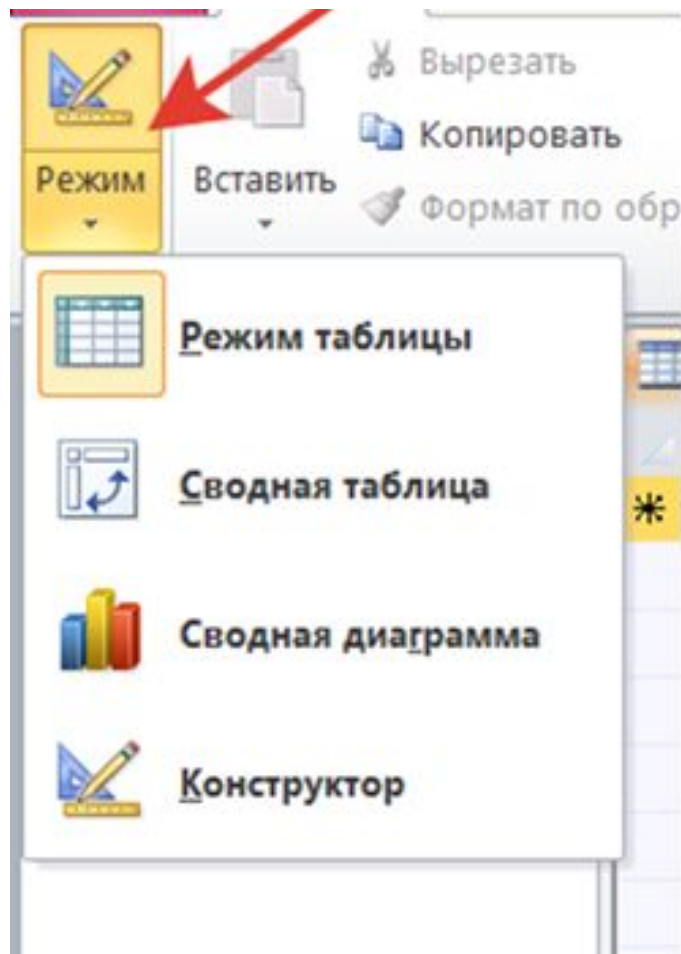 Вырезать
Копировать
Режим
Вставить
Формат по обр
Режим таблицы
Сводная таблица
Сводная диаграмма
Конструктор